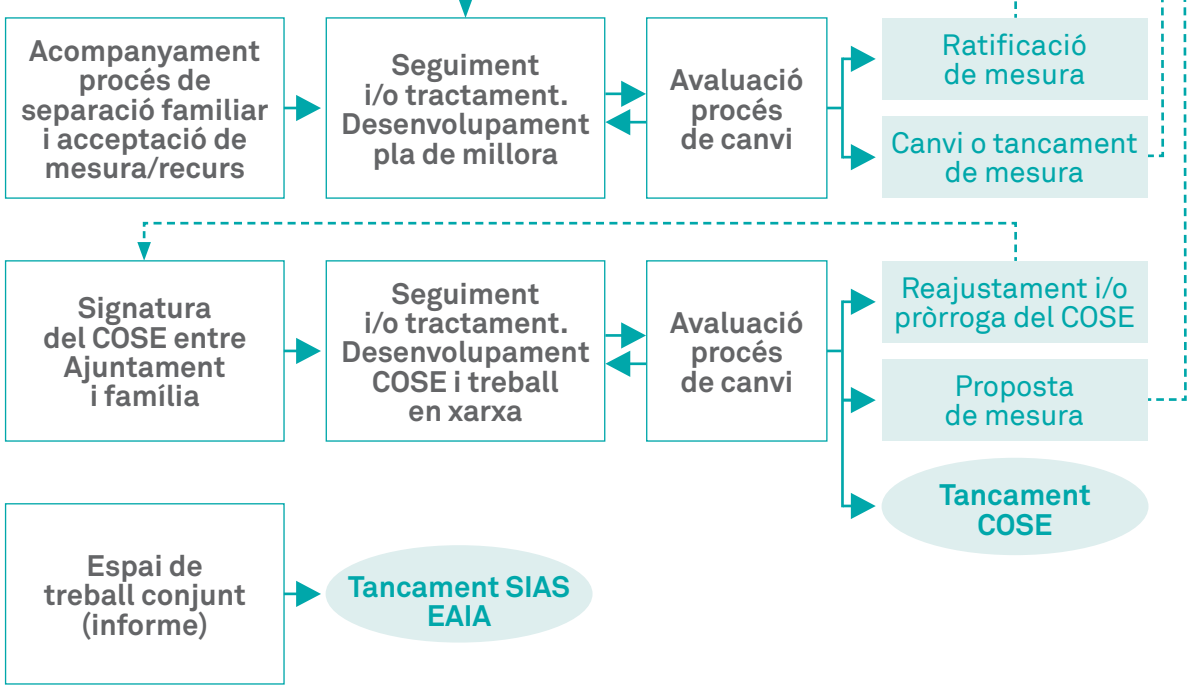 Acompanyament
procés de
separació familiar
i acceptació de
mesura/recurs
Seguiment
i/o tractament.
Desenvolupament
pla de millora
Avaluació
procés
de canvi
Ratificació
de mesura
Canvi o tancament
de mesura
Signatura
del COSE entre
Ajuntament
i família
Seguiment
i/o tractament.
Desenvolupament
COSE i treball
en xarxa
Avaluació
procés
de canvi
Reajustament i/o
pròrroga del COSE
Proposta
de mesura
Tancament
COSE
Espai de
treball conjunt
(informe)
Tancament SIAS
EAIA